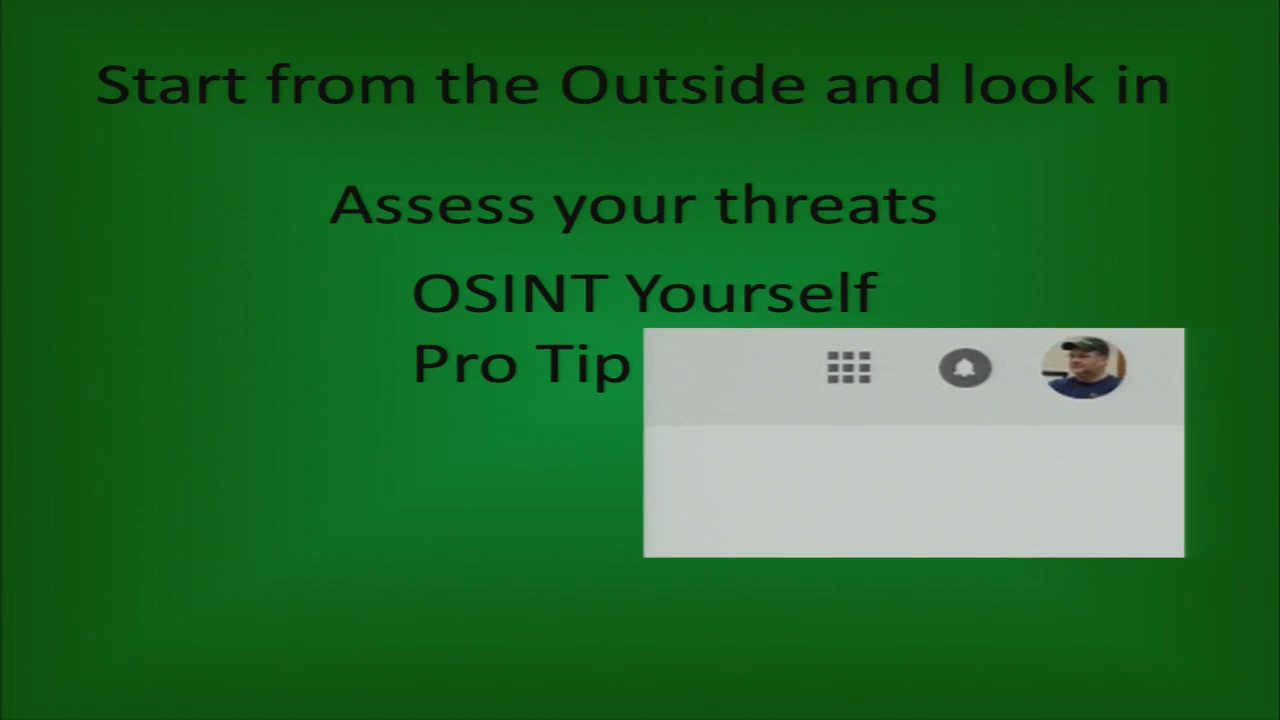 Start from the Outside and look in
Assess your threats
OSINT Yourself
Pro Tip